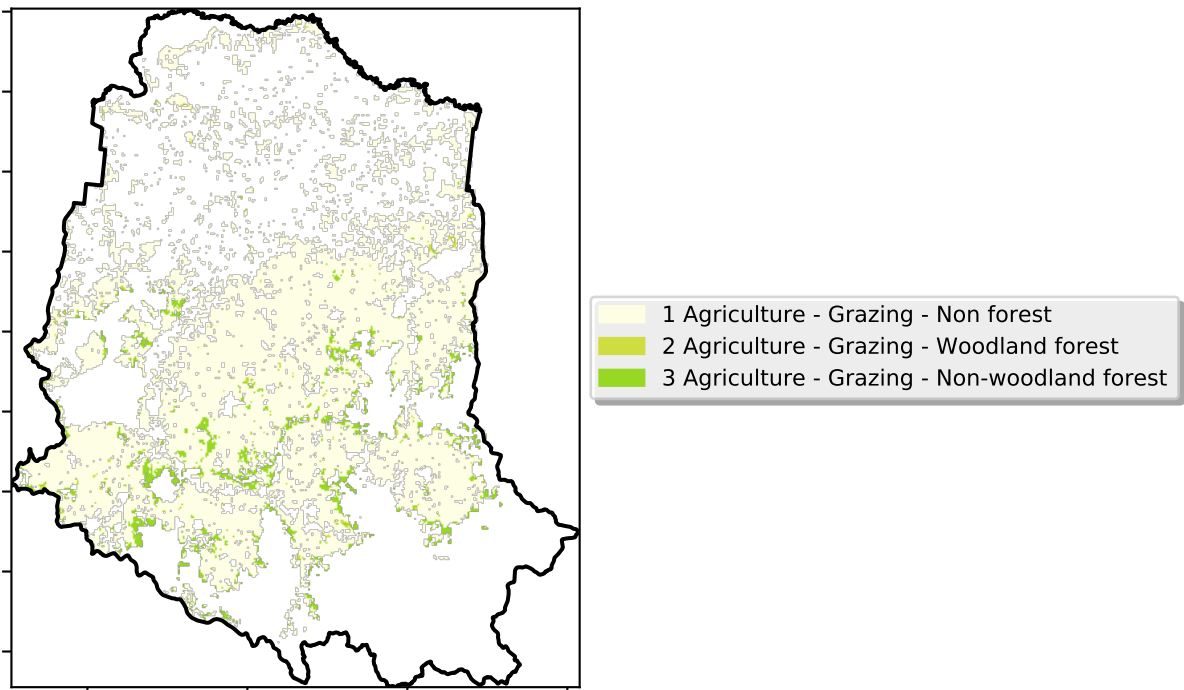 1 Agriculture - Grazing - Non forest
2 Agriculture - Grazing - Woodland forest
3 Agriculture - Grazing - Non-woodland forest